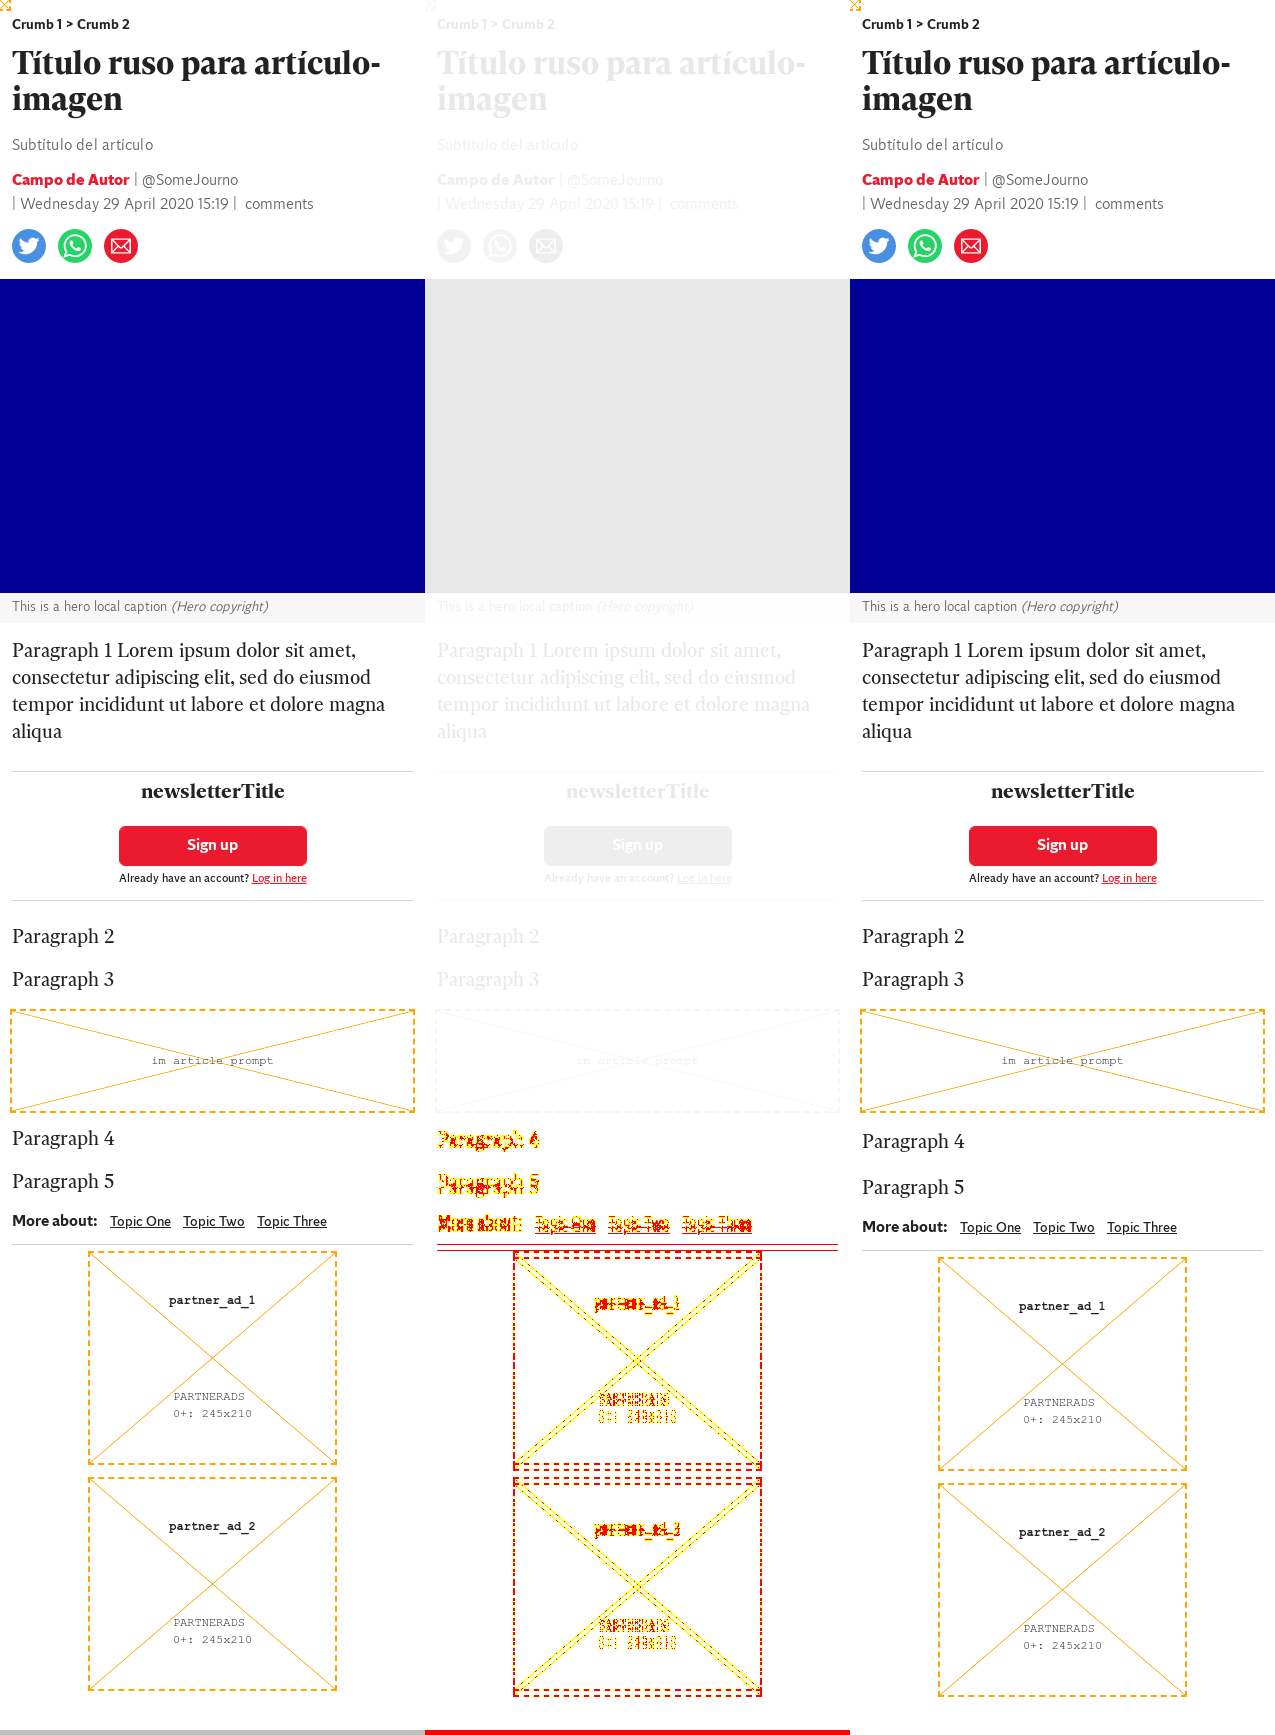 Crumb 1 > Crumb 2
Título ruso para artículo-
imagen
Subtítulo del artículo
Campo de Autor | @SomeJourno
| Wednesday 29 April 2020 15:19 | comments
This is a hero local caption (Hero copyright)
Paragraph 1 Lorem ipsum dolor sit amet,
consectetur adipiscing elit, sed do eiusmod
tempor incididunt ut labore et dolore magna
aliqua
newsletterTitle
Sign up
Already have an account? Log in here
Paragraph 2
Paragraph 3
im article prompt
Paragraph 4
Paragraph 5
More about: Topic One Topic Two Topic Three
partner_ad_1
PARTNERADS
0+: 245x210
partner_ad_2
PARTNERADS
0+: 245x210
Crumb 1 > Crumb 2
Título ruso para artículo-
imagen
Subtítulo del artículo
Campo de Autor | @SomeJourno
| Wednesday 29 April 2020 15:19 | comments
This is a hero local caption (Hero copyright)
Paragraph 1 Lorem ipsum dolor sit amet,
consectetur adipiscing elit, sed do eiusmod
tempor incididunt ut labore et dolore magna
aliqua
newsletterTitle
Sign up
Already have an account? Log in here
Paragraph 2
Paragraph 3
im article prompt
Paragraph 4
Paragraph 5
More about: Topic One Topic Two Topic Three
partner_ad_1
PARTNERADS
0+: 245x210
partner_ad_2
PARTNERADS
0+: 245x210
Crumb 1 > Crumb 2
Título ruso para artículo-
imagen
Subtítulo del artículo
Campo de Autor | @SomeJourno
| Wednesday 29 April 2020 15:19 | comments
This is a hero local caption (Hero copyright)
Paragraph 1 Lorem ipsum dolor sit amet,
consectetur adipiscing elit, sed do eiusmod
tempor incididunt ut labore et dolore magna
aliqua
newsletterTitle
Sign up
Already have an account? Log in here
Paragraph 2
Paragraph 3
im article prompt
Paragraph 4
Paragraph 5
More about: Topic One Topic Two Topic Three
partner_ad_1
PARTNERADS
0+: 245x210
partner_ad_2
PARTNERADS
0+: 245x210